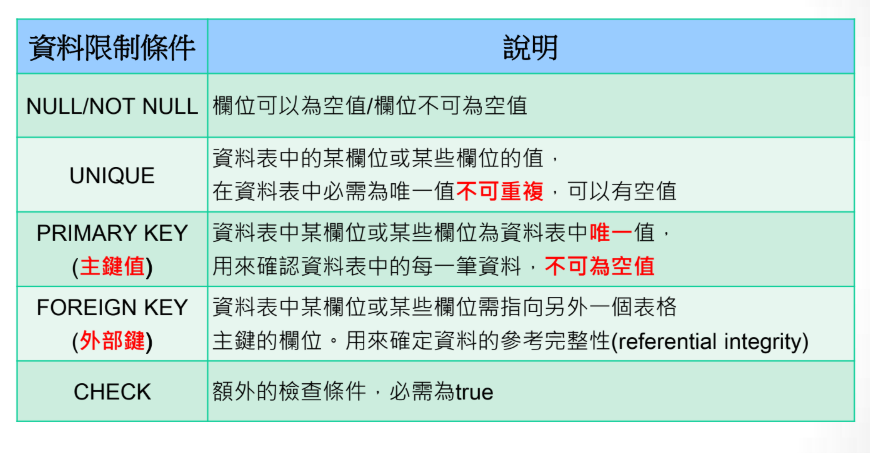 資料限制條件
說明
NULL/NOT NULL
欄位可以為空值/欄位不可為空值
UNIQUE
資料表中的某欄位或某些欄位的值，
在資料表中必需為唯一值不可重複，可以有空值
PRIMARY KEY
(主鍵值)
資料表中某欄位或某些欄位為資料表中唯一值，
用來確認資料表中的每一筆資料，不可為空值
FOREIGN KEY
(外部鍵)
資料表中某欄位或某些欄位需指向另外一個表格
主鍵的欄位。用來確定資料的參考完整性(referential integrity)
CHECK
額外的檢查條件，必需為true